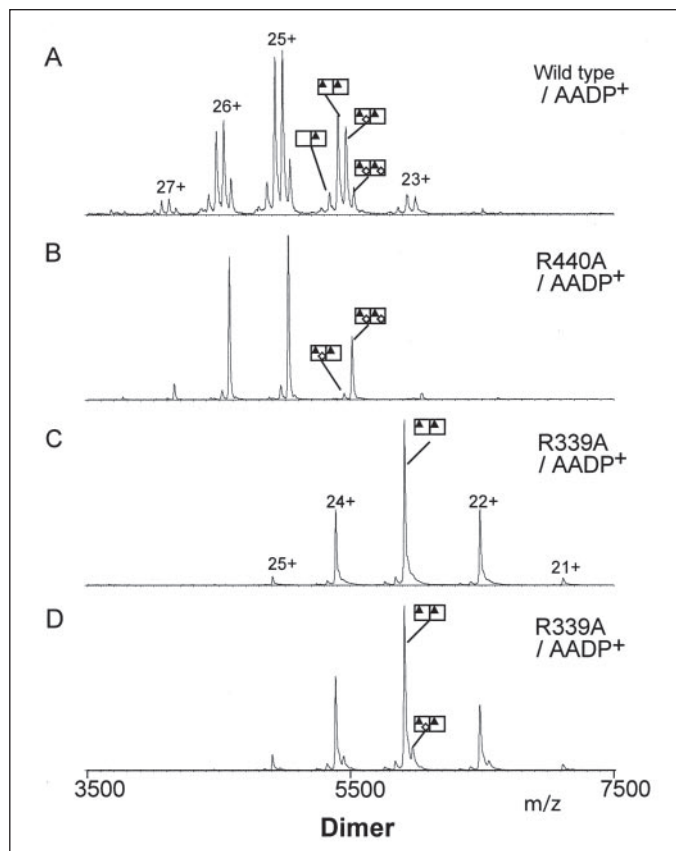 A
25+
Wild type
/ AADP+
26+
27+
23+
B
R440A
/ AADP+
C
R339A
/ AADP+
24+
22+
25+
21+
D
R339A
/ AADP+
3500
5500
7500
m/z
Dimer